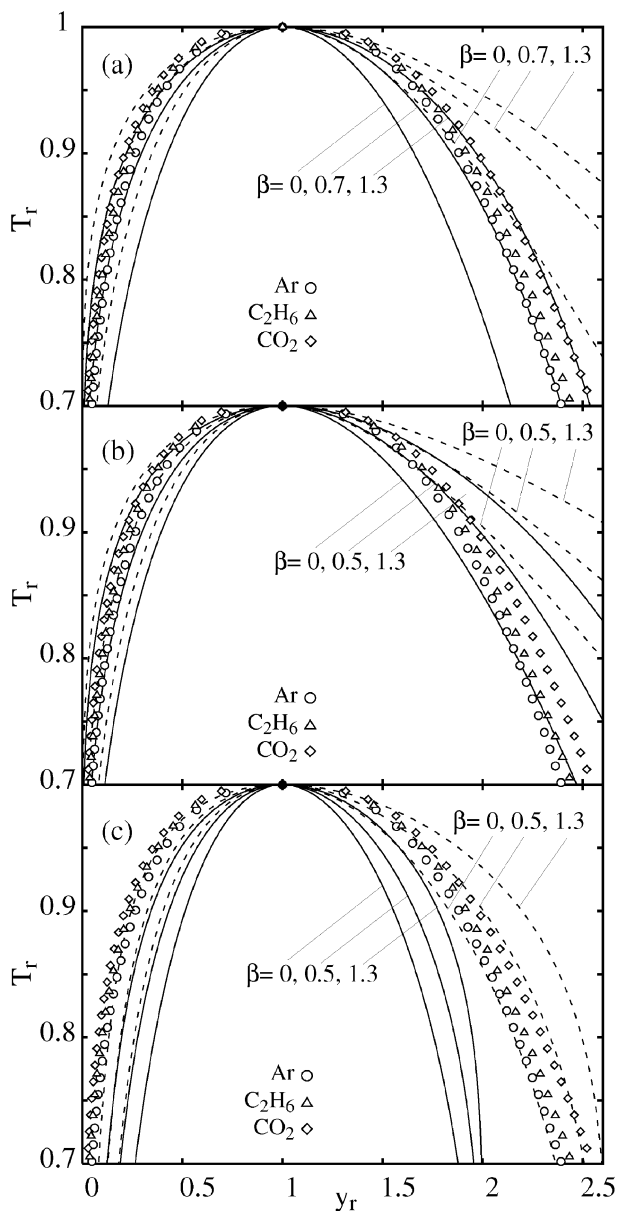 1
(a)
β= 0, 0.7, 1.3
0.9
β= 0, 0.7, 1.3
T_r
0.8
Ar
C₂H₆
CO₂
0.7
(b)
β= 0, 0.5, 1.3
0.9
β= 0, 0.5, 1.3
T_r
0.8
Ar
C₂H₆
CO₂
0.7
(c)
β= 0, 0.5, 1.3
0.9
β= 0, 0.5, 1.3
T_r
0.8
Ar
C₂H₆
CO₂
0.7
0 0.5 1 1.5 2 2.5
y_r